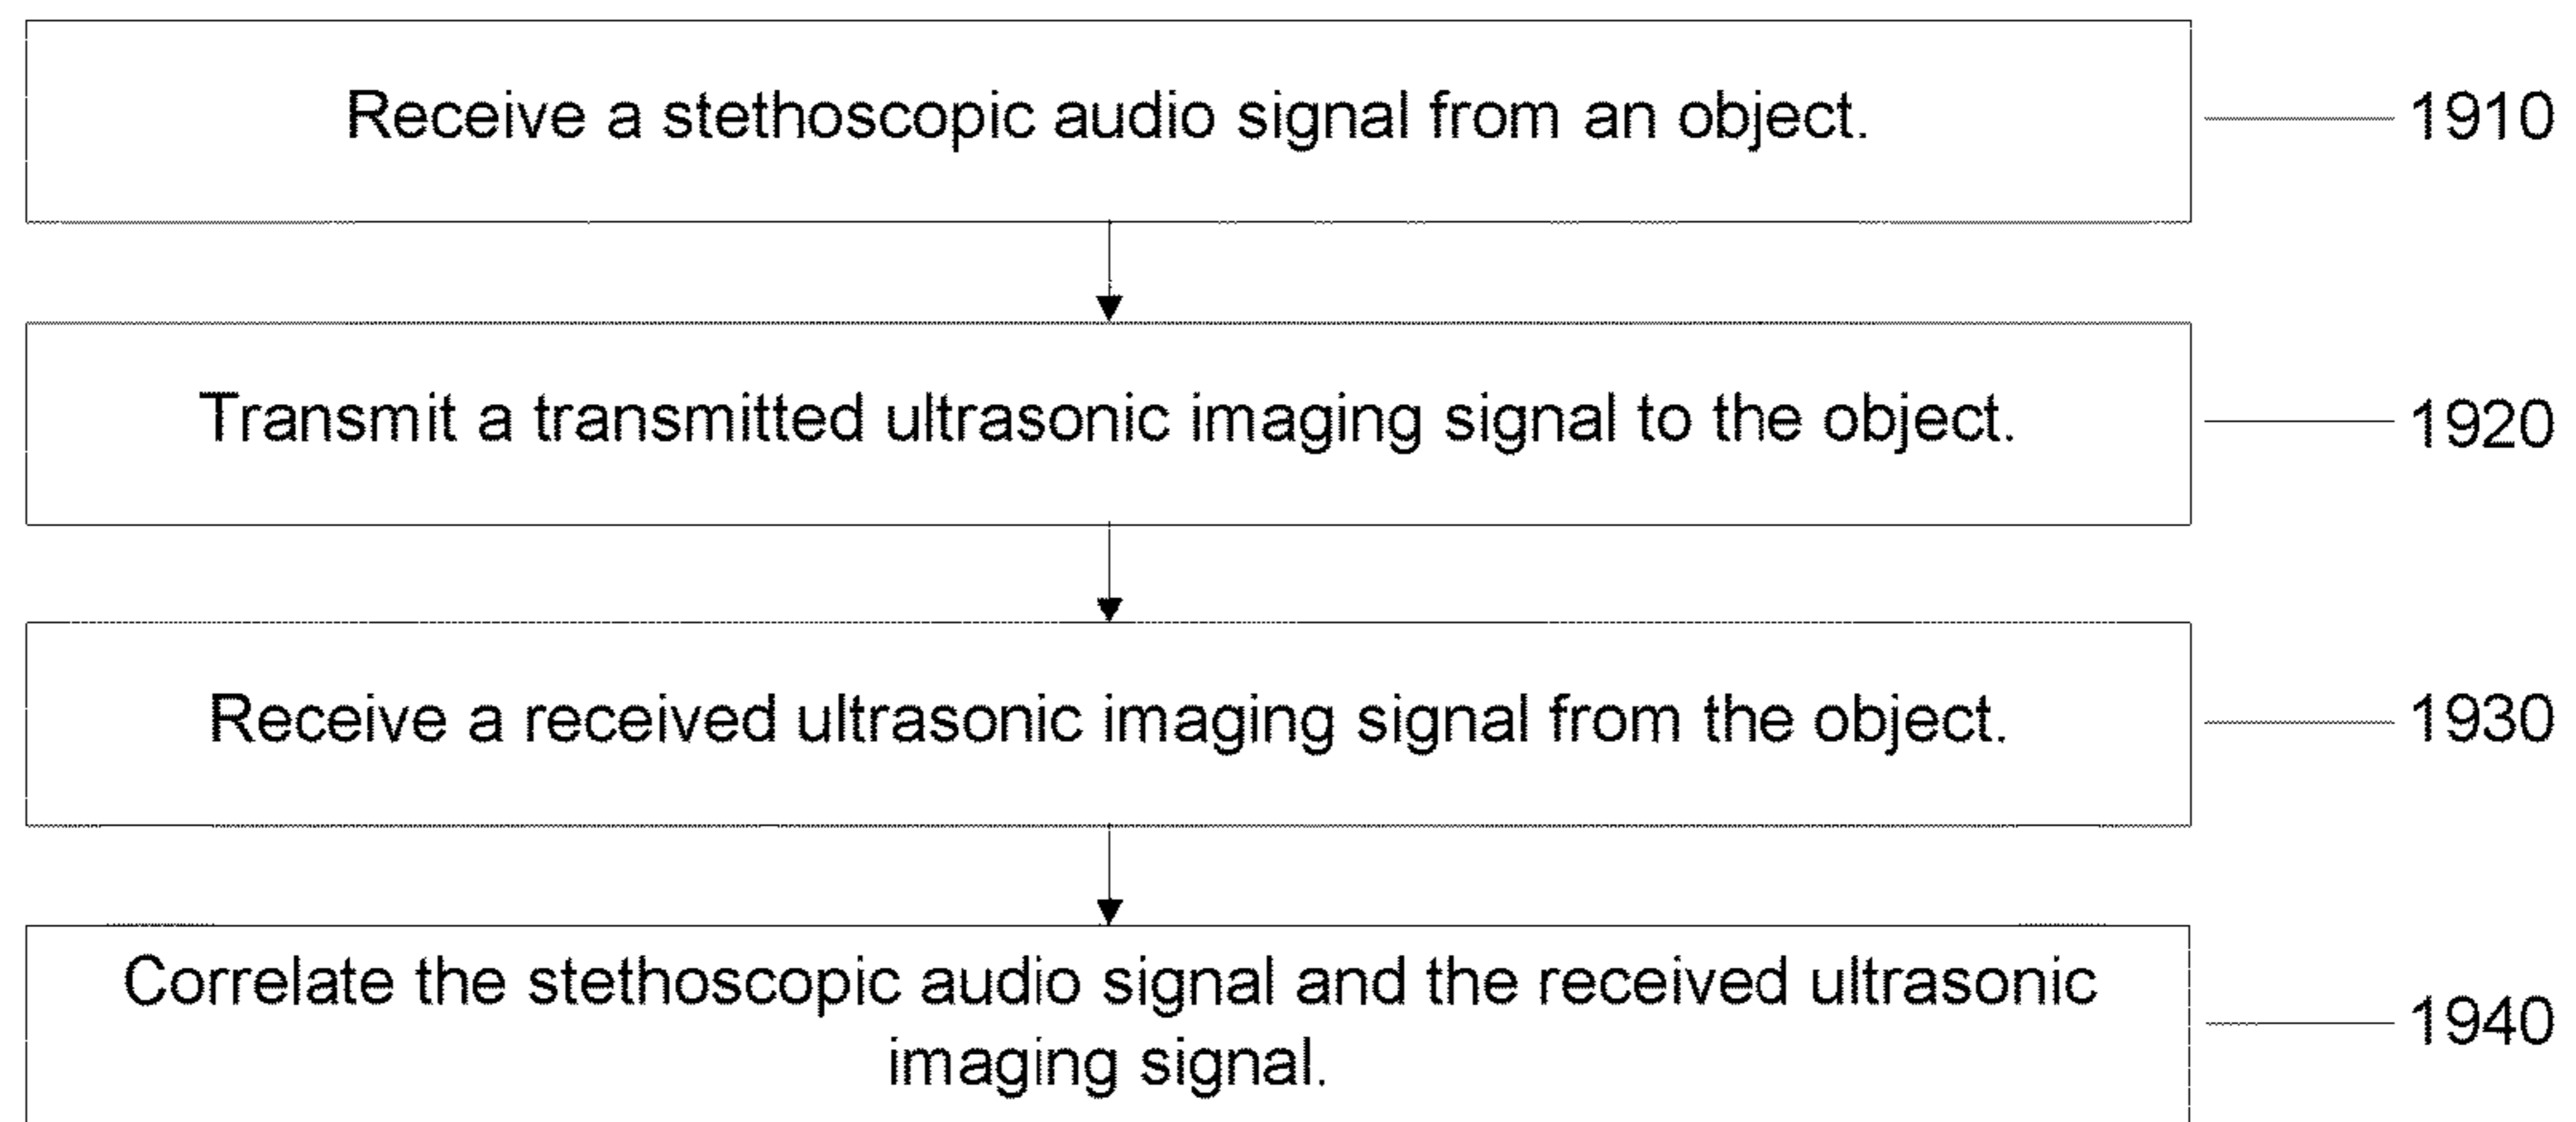 Receive a stethoscopic audio signal from an object.
1910
Transmit a transmitted ultrasonic imaging signal to the object.
1920
Receive a received ultrasonic imaging signal from the object.
1930
Correlate the stethoscopic audio signal and the received ultrasonic
imaging signal.
1940